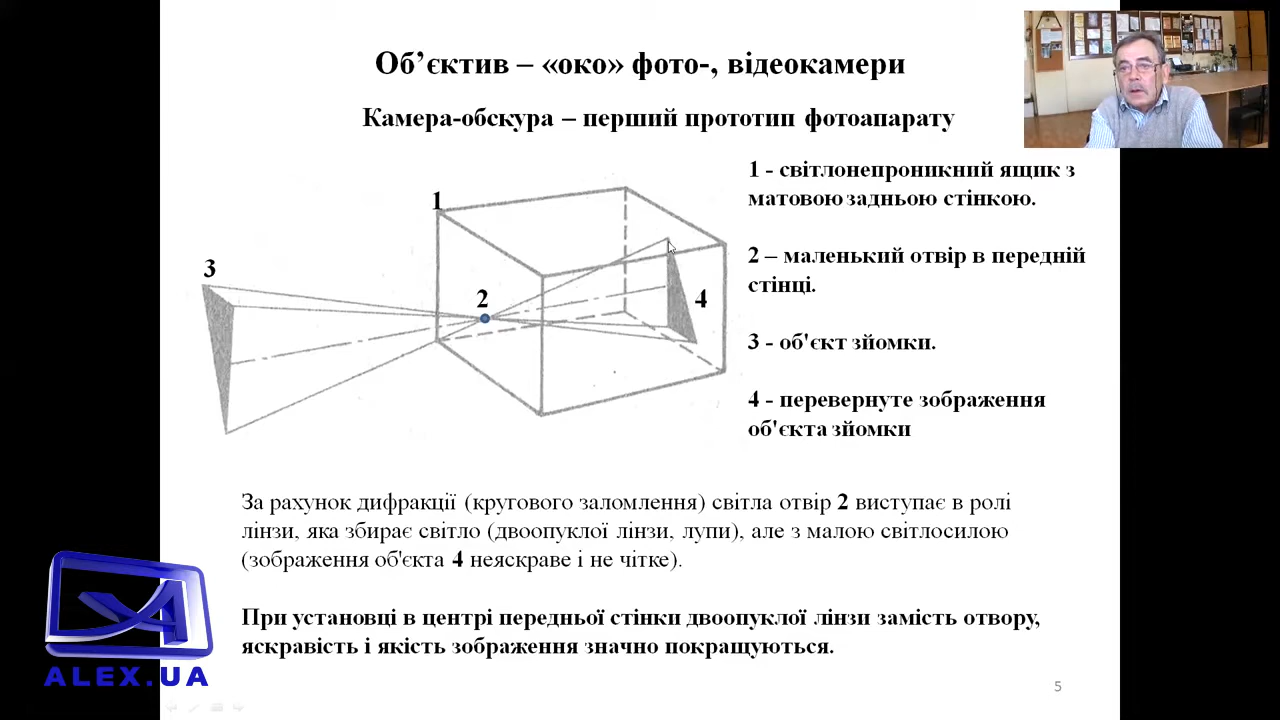 Об’єктив – «око» фото-, відеокамери
Камера-обскура – перший прототип фотоапарату
1
3
2
4
1 - світлонепроникний ящик з
матовою задньою стінкою.
2 – маленький отвір в передній
стінці.
3 - об'єкт зйомки.
4 - перевернуте зображення
об'єкта зйомки
За рахунок дифракції (кругового заломлення) світла отвір 2 виступає в ролі
лінзи, яка збирає світло (двоопуклої лінзи, лупи), але з малою світлосилою
(зображення об'єкта 4 неяскраве і не чітке).
При установці в центрі передньої стінки двоопуклої лінзи замість отвору,
яскравість і якість зображення значно покращуються.
ALEX.UA
5